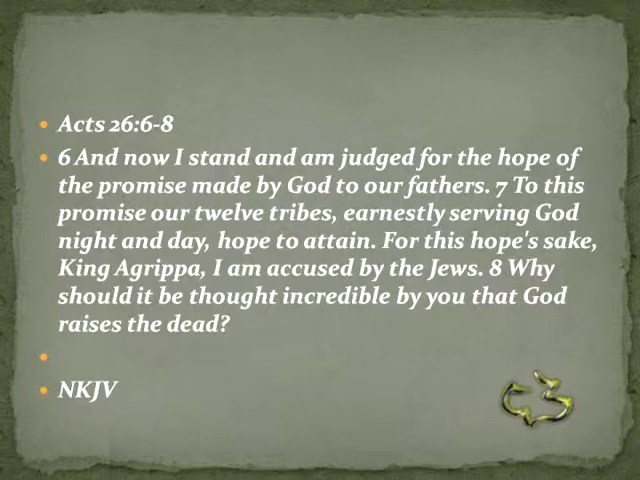 Acts 26:6-8
6 And now I stand and am judged for the hope of
the promise made by God to our fathers. 7 To this
promise our twelve tribes, earnestly serving God
night and day, hope to attain. For this hope's sake,
King Agrippa, I am accused by the Jews. 8 Why
should it be thought incredible by you that God
raises the dead?
NKJV